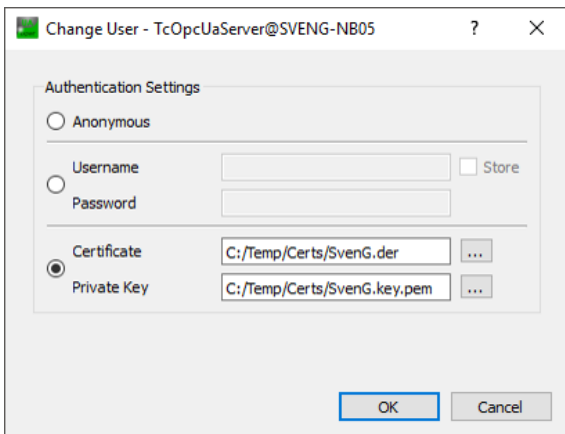 Change User - TcOpcUaServer@SVENG-NB05 ?
Authentication Settings
Anonymous
Username Store
Password
Certificate C:/Temp/Certs/SvenG.der ...
Private Key C:/Temp/Certs/SvenG.key.pem ...
OK Cancel